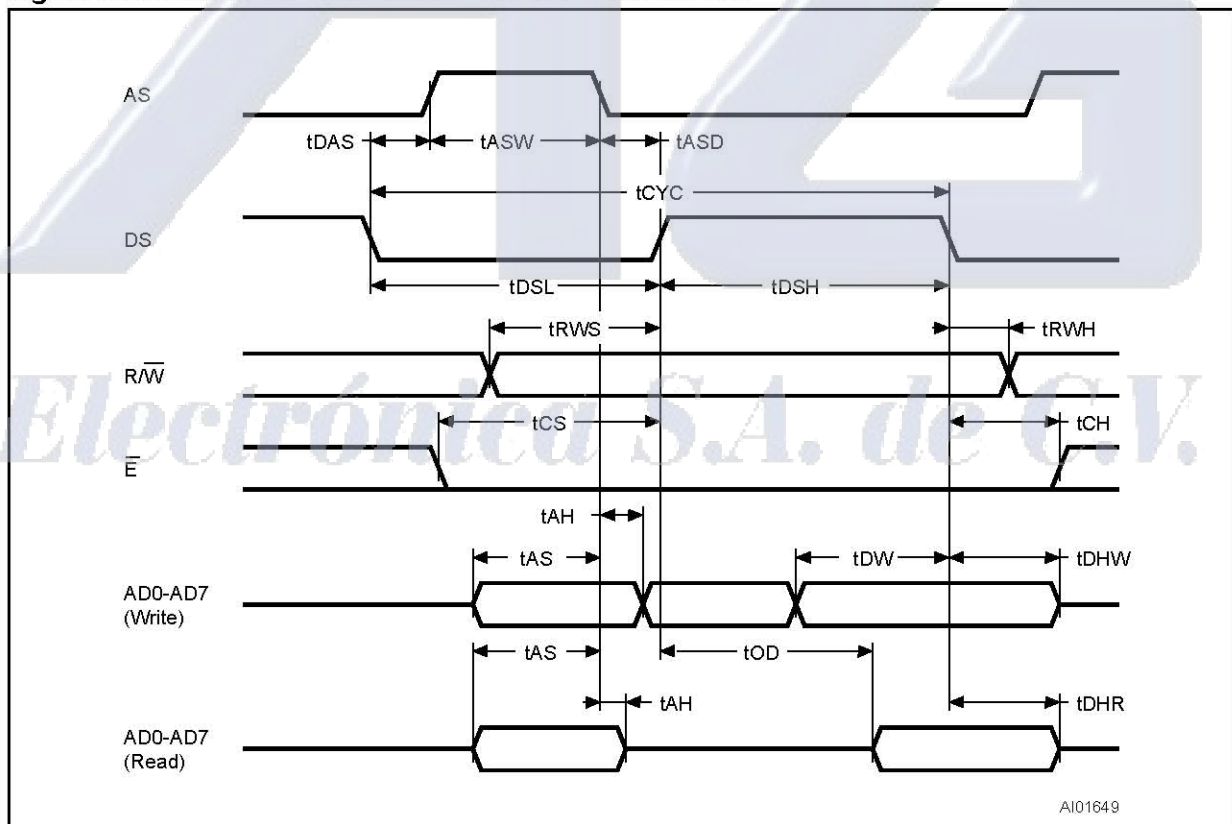 AS
tDAS
tASW
tASD
tCYC
DS
tDSL
tDSH
tRWS
tRWH
R/W̅
tCS
tCH
E̅
tAH
tAS
tDW
tDHW
AD0-AD7
(Write)
tAS
tOD
tAH
tDHR
AD0-AD7
(Read)
AI01649
Electrónica S.A. de C.V.